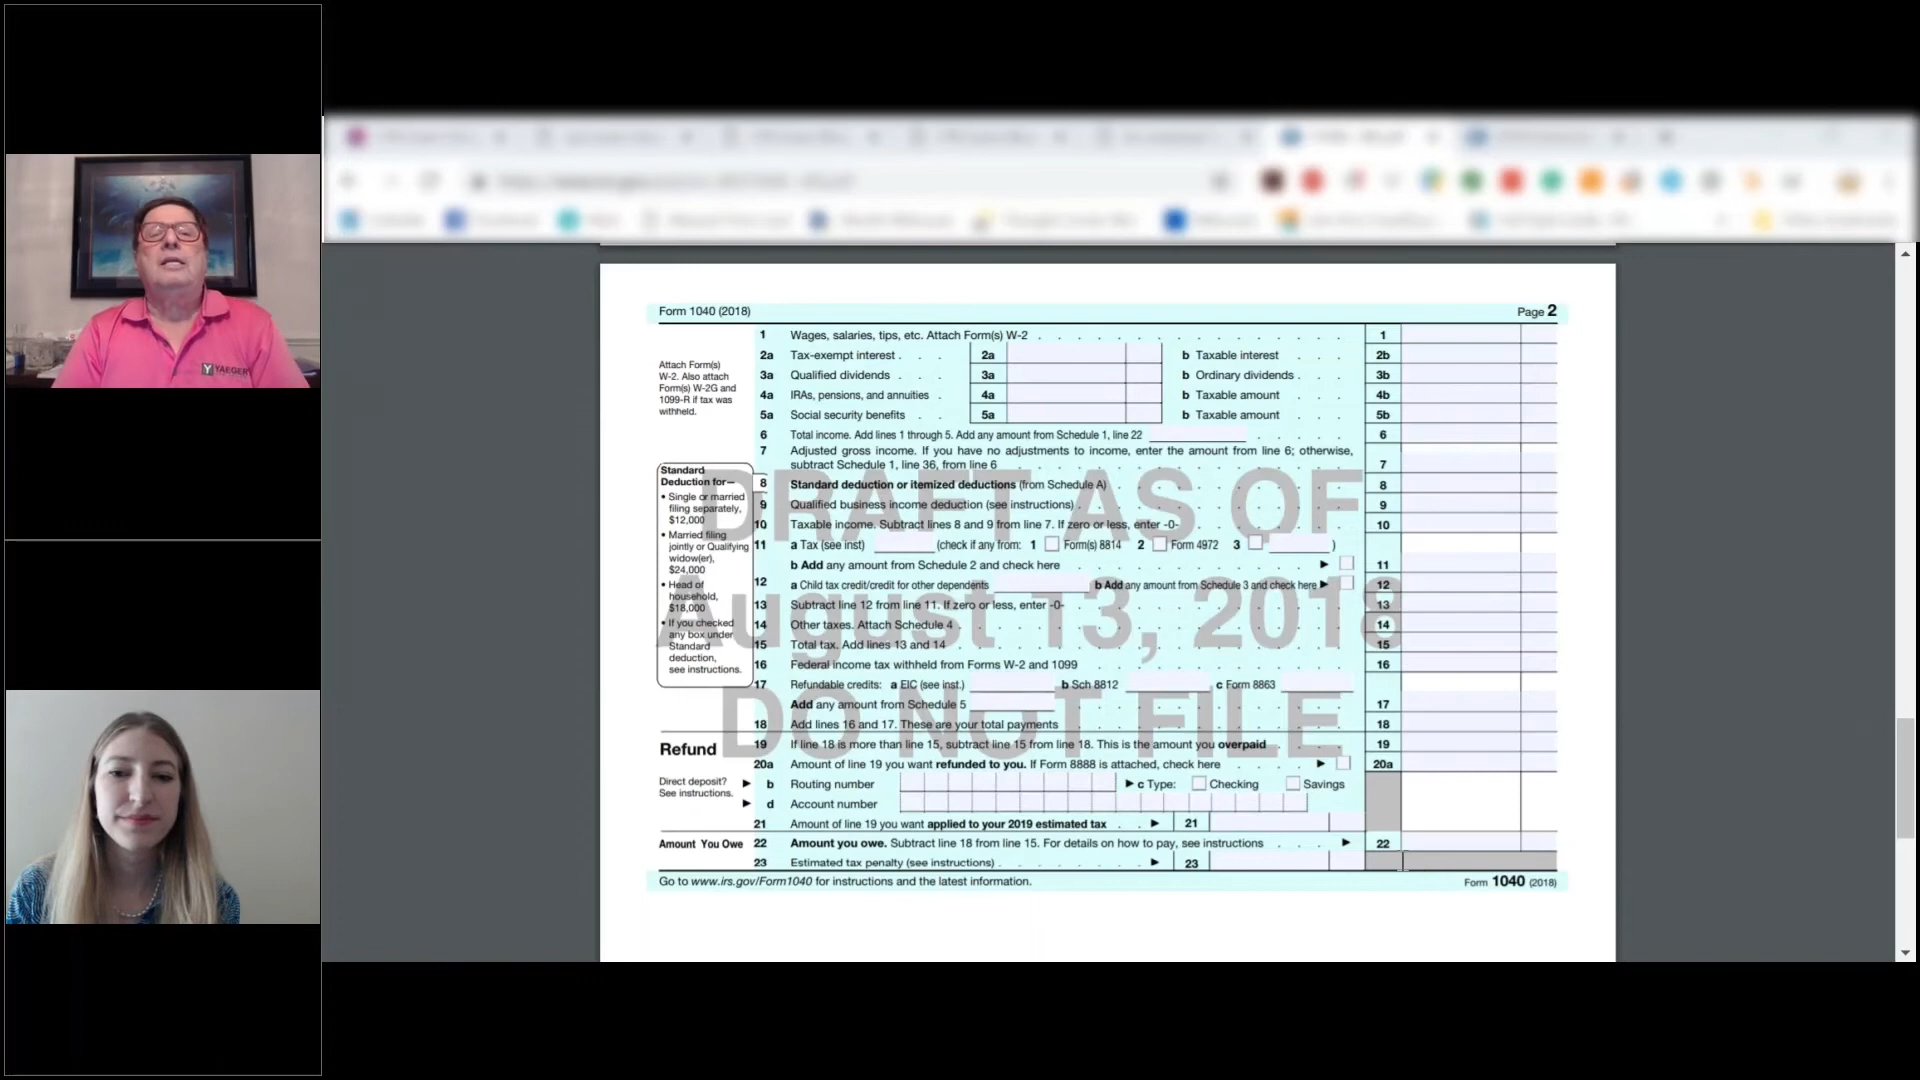 YAEGER
Form 1040 (2018) Page 2
Attach Form(s)
W-2. Also attach
Form(s) W-2G and
1099-R if tax was
withheld.
1 Wages, salaries, tips, etc. Attach Form(s) W-2 . . . . . . . . . . . . . . . . 1
2a Tax-exempt interest . . . 2a b Taxable interest . . . 2b
3a Qualified dividends . . . 3a b Ordinary dividends . . . 3b
4a IRAs, pensions, and annuities . 4a b Taxable amount . . . 4b
5a Social security benefits . . 5a b Taxable amount . . . 5b
6 Total income. Add lines 1 through 5. Add any amount from Schedule 1, line 22 . . . . . 6
7 Adjusted gross income. If you have no adjustments to income, enter the amount from line 6; otherwise,
subtract Schedule 1, line 36, from line 6 . . . . . . . . . . . . . . . . . 7
Standard
Deduction for—
• Single or married
filing separately,
$12,000
• Married filing
jointly or Qualifying
widow(er),
$24,000
• Head of
household,
$18,000
• If you checked
any box under
Standard
deduction,
see instructions.
8 Standard deduction or itemized deductions (from Schedule A) . . . . . . . . . . . . 8
9 Qualified business income deduction (see instructions) . . . . . . . . . . . . . . 9
10 Taxable income. Subtract lines 8 and 9 from line 7. If zero or less, enter -0- . . . . . . . . 10
11 a Tax (see inst) (check if any from: 1 Form(s) 8814 2 Form 4972 3 )
b Add any amount from Schedule 2 and check here . . . . . . . . . . . . ▶ 11
12 a Child tax credit/credit for other dependents b Add any amount from Schedule 3 and check here ▶ 12
13 Subtract line 12 from line 11. If zero or less, enter -0- . . . . . . . . . . . . . . 13
14 Other taxes. Attach Schedule 4 . . . . . . . . . . . . . . . . . . . 14
15 Total tax. Add lines 13 and 14 . . . . . . . . . . . . . . . . . . . 15
16 Federal income tax withheld from Forms W-2 and 1099 . . . . . . . . . . . . . 16
17 Refundable credits: a EIC (see inst.) b Sch 8812 c Form 8863
Add any amount from Schedule 5 . . . . . . . . . . . . . 17
18 Add lines 16 and 17. These are your total payments . . . . . . . . . . . . . . 18
DRAFT AS OF
August 13, 2018
DO NOT FILE
Refund 19 If line 18 is more than line 15, subtract line 15 from line 18. This is the amount you overpaid . . . . 19
20a Amount of line 19 you want refunded to you. If Form 8888 is attached, check here . . . . ▶ 20a
Direct deposit?
See instructions.
▶ b Routing number ▶ c Type: Checking Savings
▶ d Account number
21 Amount of line 19 you want applied to your 2019 estimated tax . . ▶ 21
Amount You Owe 22 Amount you owe. Subtract line 18 from line 15. For details on how to pay, see instructions . . . ▶ 22
23 Estimated tax penalty (see instructions) . . . . . . . . ▶ 23
Go to www.irs.gov/Form1040 for instructions and the latest information. Form 1040 (2018)